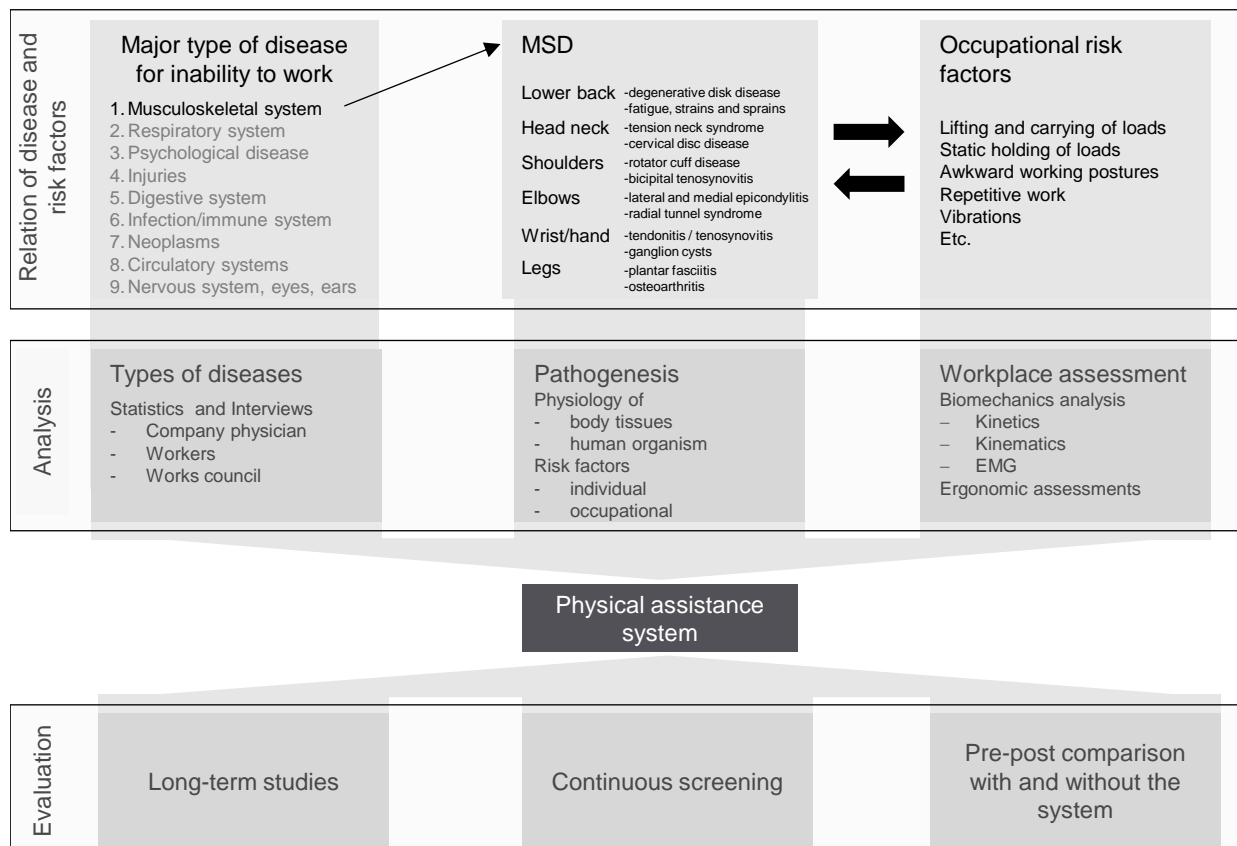 Relation of disease and
risk factors
Major type of disease
for inability to work
1. Musculoskeletal system
2. Respiratory system
3. Psychological disease
4. Injuries
5. Digestive system
6. Infection/immune system
7. Neoplasms
8. Circulatory systems
9. Nervous system, eyes, ears
MSD
Lower back -degenerative disk disease
-fatigue, strains and sprains
Head neck -tension neck syndrome
-cervical disc disease
Shoulders -rotator cuff disease
-bicipital tenosynovitis
Elbows -lateral and medial epicondylitis
-radial tunnel syndrome
Wrist/hand -tendonitis / tenosynovitis
-ganglion cysts
Legs -plantar fasciitis
-osteoarthritis
Occupational risk
factors
Lifting and carrying of loads
Static holding of loads
Awkward working postures
Repetitive work
Vibrations
Etc.
Analysis
Types of diseases
Statistics and Interviews
- Company physician
- Workers
- Works council
Pathogenesis
Physiology of
- body tissues
- human organism
Risk factors
- individual
- occupational
Workplace assessment
Biomechanics analysis
– Kinetics
– Kinematics
– EMG
Ergonomic assessments
Physical assistance
system
Evaluation
Long-term studies
Continuous screening
Pre-post comparison
with and without the
system